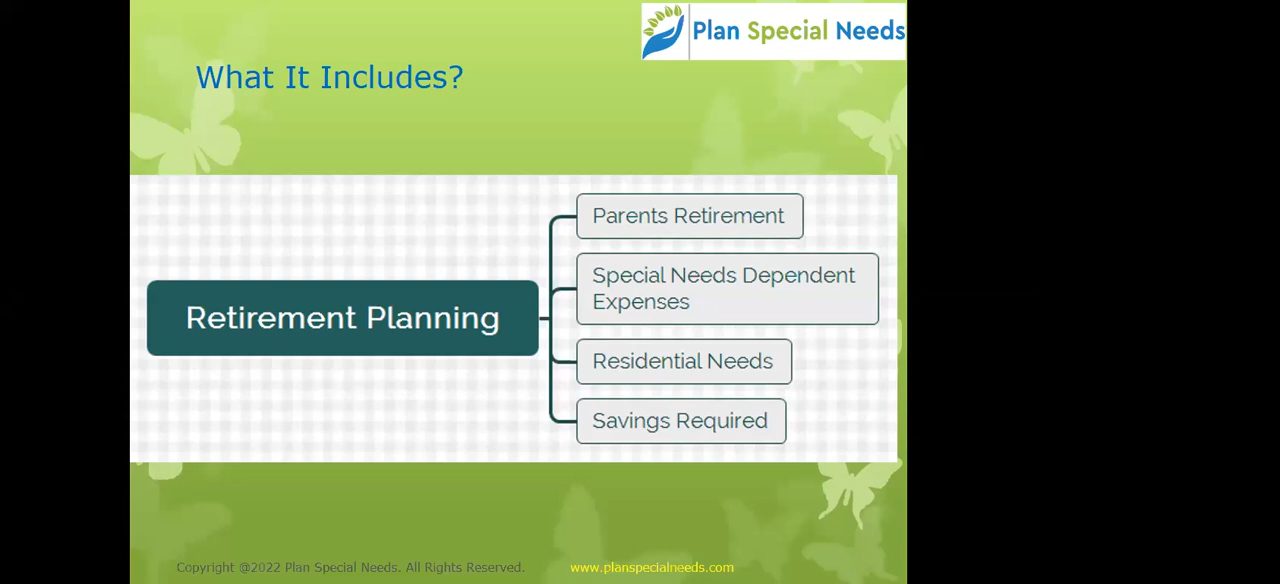 Plan Special Needs
What It Includes?
Retirement Planning
Parents Retirement
Special Needs Dependent
Expenses
Residential Needs
Savings Required
Copyright @2022 Plan Special Needs. All Rights Reserved.
www.planspecialneeds.com